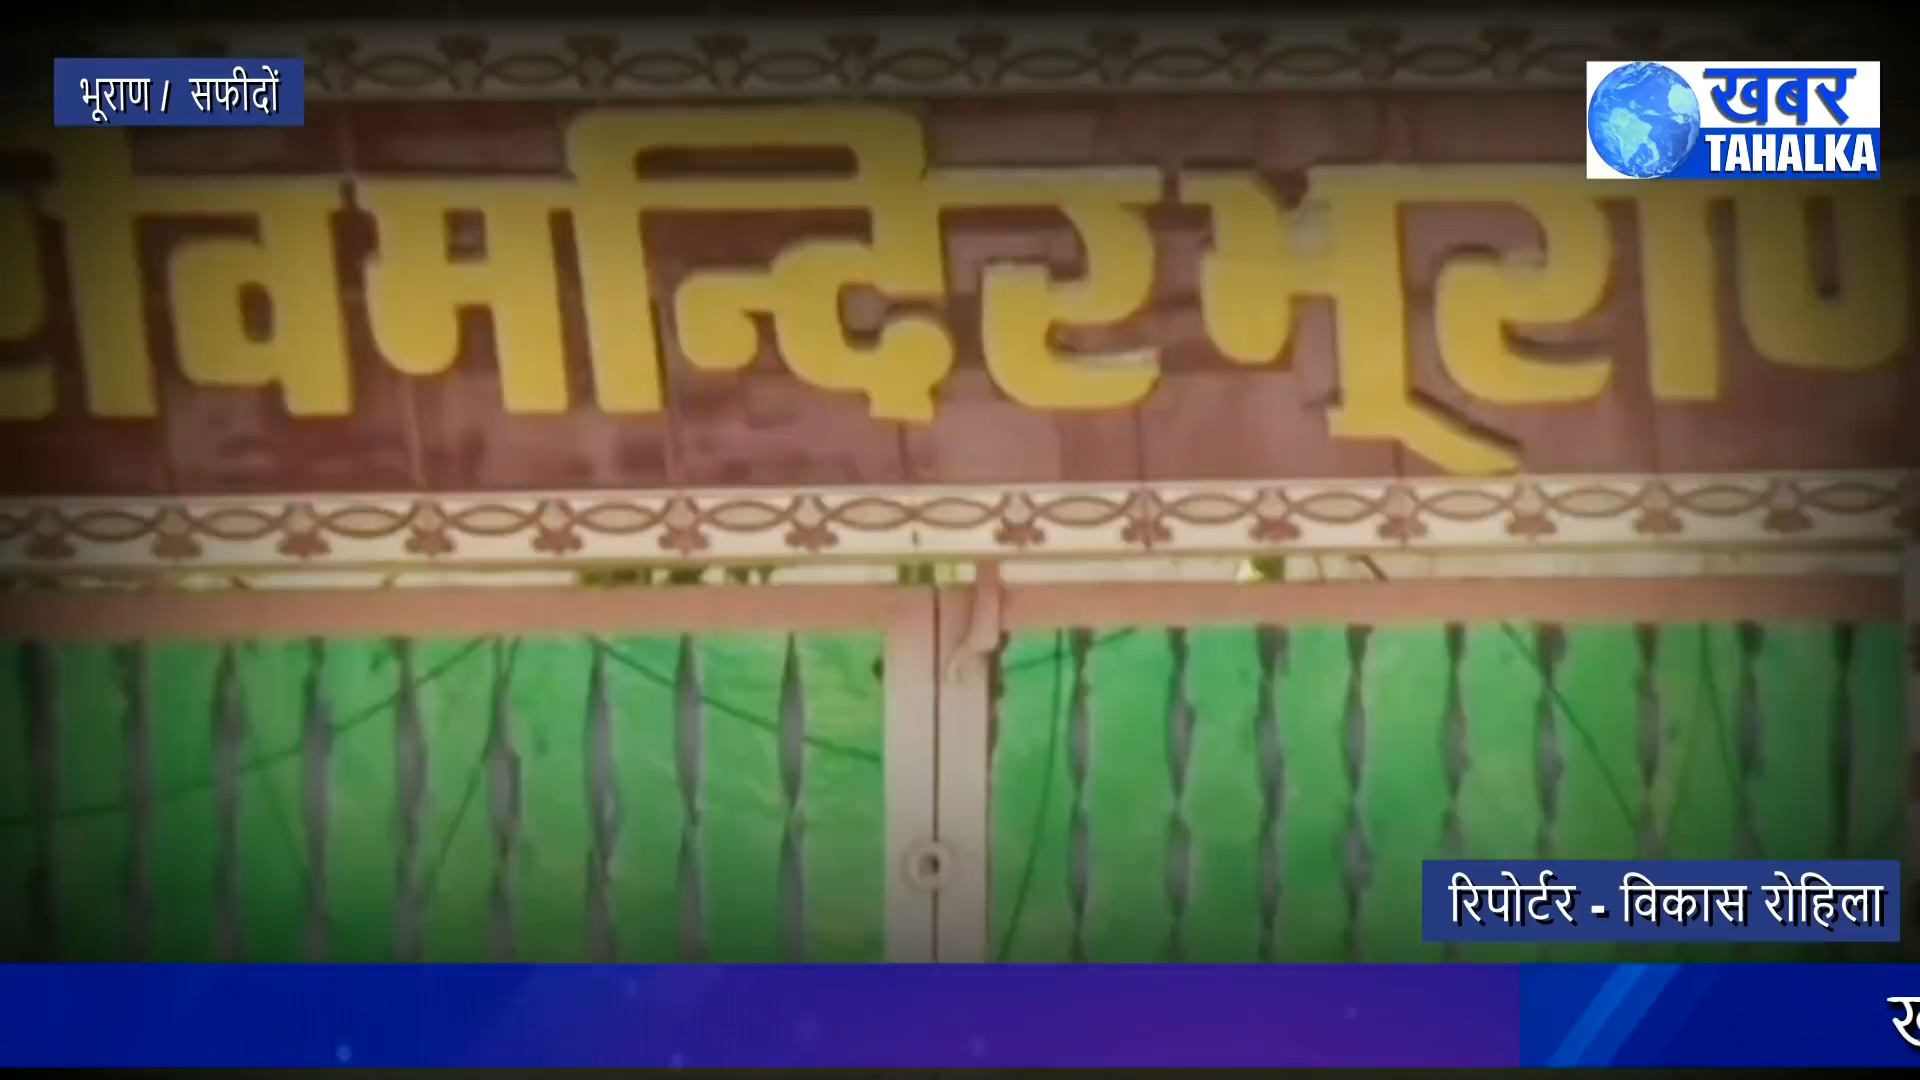 भूराण / सफीदों
खबर
TAHALKA
मन्दिर भूराण
रिपोर्टर - विकास रोहिला